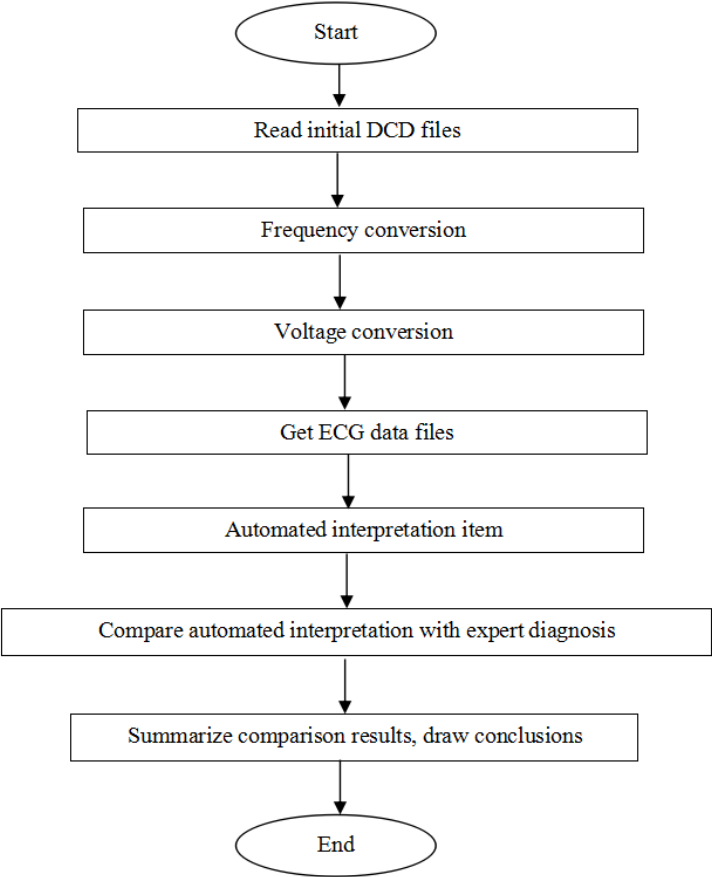 Start
Read initial DCD files
Frequency conversion
Voltage conversion
Get ECG data files
Automated interpretation item
Compare automated interpretation with expert diagnosis
Summarize comparison results, draw conclusions
End